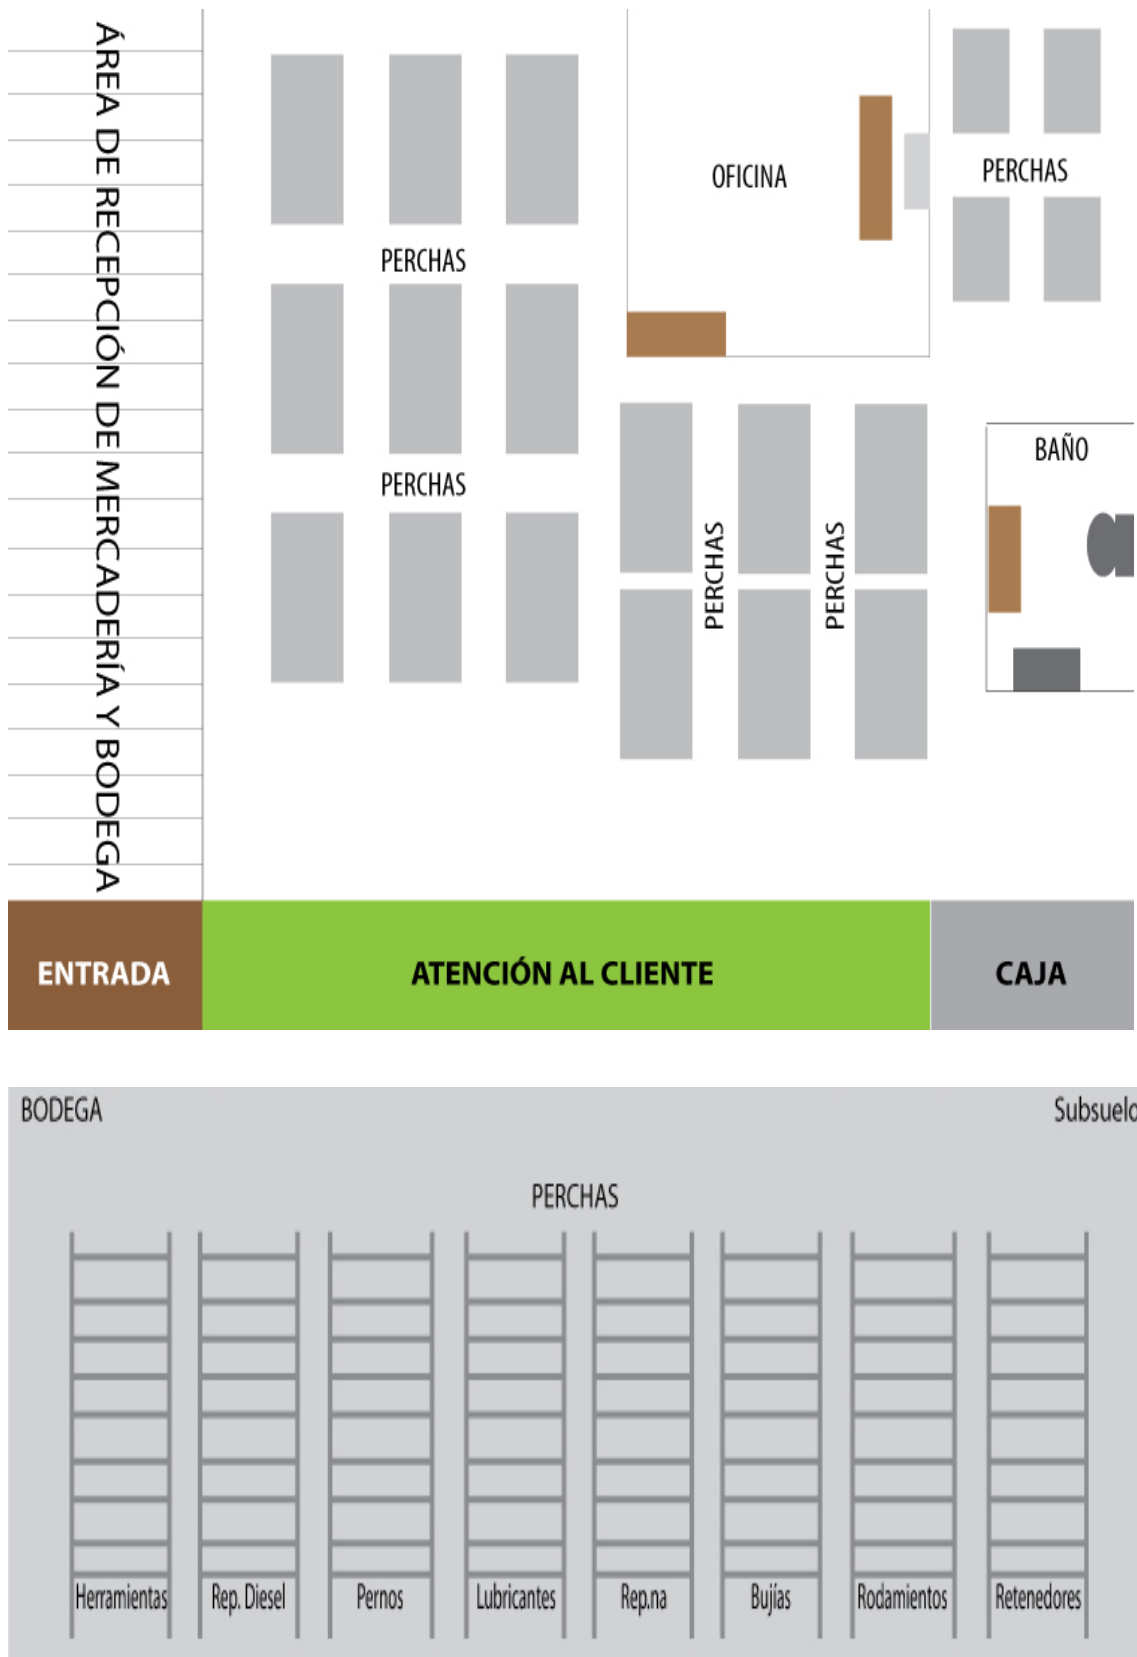 ÁREA DE RECEPCIÓN DE MERCADERÍA Y BODEGA
OFICINA
PERCHAS
PERCHAS
BAÑO
PERCHAS
PERCHAS
PERCHAS
ENTRADA
ATENCIÓN AL CLIENTE
CAJA
BODEGA
Subsuelo
PERCHAS
Herramientas
Rep. Diesel
Pernos
Lubricantes
Rep.na
Bujías
Rodamientos
Retenedores